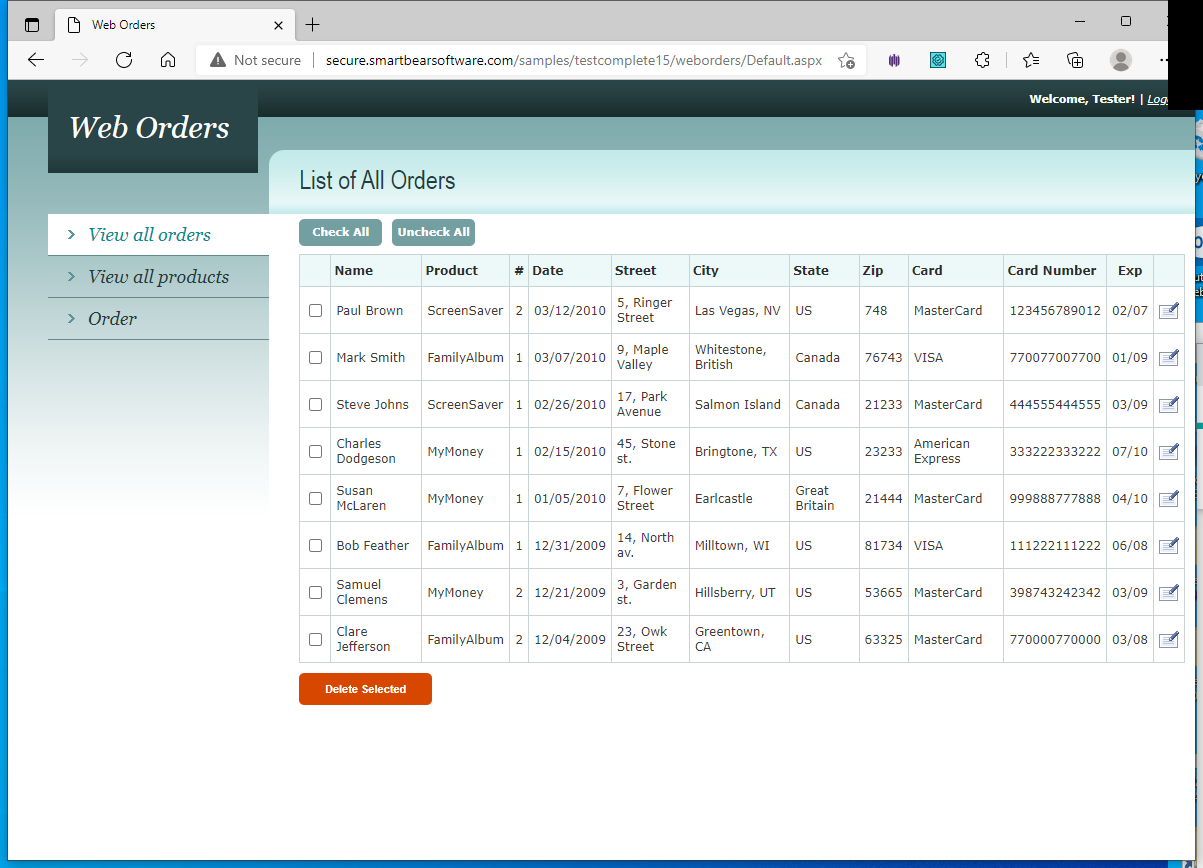 Web Orders
Not secure
secure.smartbearsoftware.com/samples/testcomplete15/weborders/Default.aspx
Welcome, Tester! |
Web Orders
List of All Orders
View all orders
View all products
Order
Check All Uncheck All
Name Product # Date Street City State Zip Card Card Number Exp
Paul Brown ScreenSaver 2 03/12/2010 5, Ringer Street Las Vegas, NV US 748 MasterCard 123456789012 02/07
Mark Smith FamilyAlbum 1 03/07/2010 9, Maple Valley Whitestone, British Canada 76743 VISA 770077007700 01/09
Steve Johns ScreenSaver 1 02/26/2010 17, Park Avenue Salmon Island Canada 21233 MasterCard 444555444555 03/09
Charles Dodgeson MyMoney 1 02/15/2010 45, Stone st. Bringtone, TX US 23233 American Express 333222333222 07/10
Susan McLaren MyMoney 1 01/05/2010 7, Flower Street Earlcastle Great Britain 21444 MasterCard 999888777888 04/10
Bob Feather FamilyAlbum 1 12/31/2009 14, North av. Milltown, WI US 81734 VISA 111222111222 06/08
Samuel Clemens MyMoney 2 12/21/2009 3, Garden st. Hillsberry, UT US 53665 MasterCard 398743242342 03/09
Clare Jefferson FamilyAlbum 2 12/04/2009 23, Owk Street Greentown, CA US 63325 MasterCard 770000770000 03/08
Delete Selected